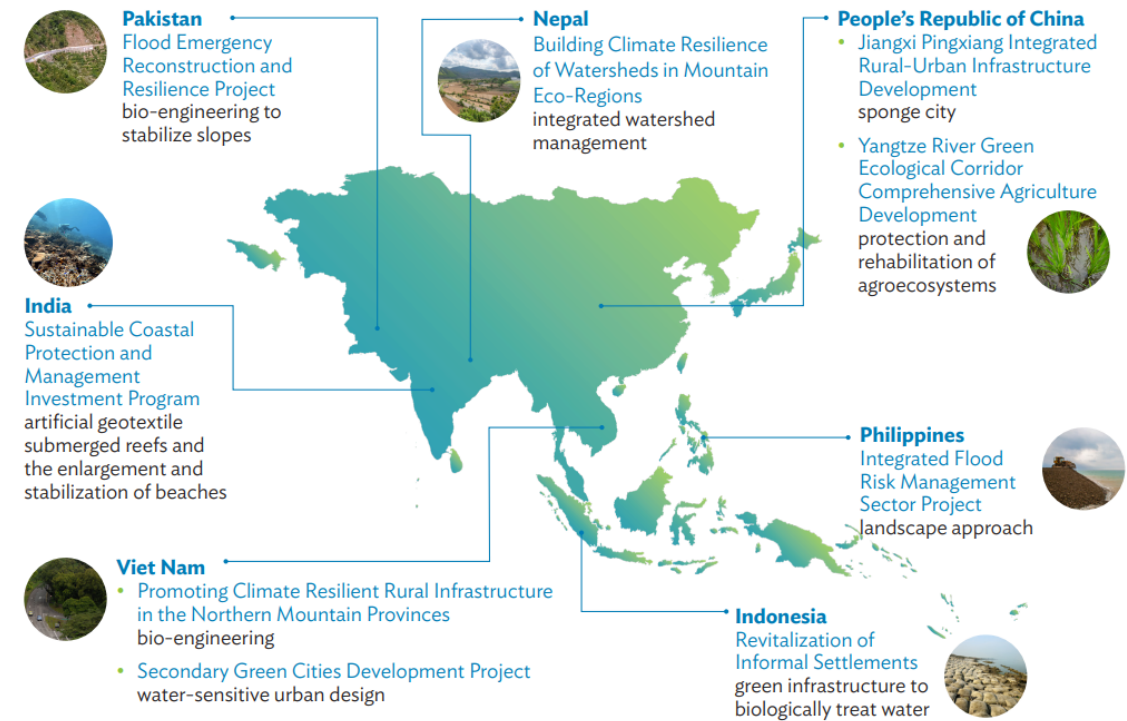 Pakistan
Flood Emergency
Reconstruction and
Resilience Project
bio-engineering to
stabilize slopes
Nepal
Building Climate Resilience
of Watersheds in Mountain
Eco-Regions
integrated watershed
management
People's Republic of China
• Jiangxi Pingxiang Integrated
Rural-Urban Infrastructure
Development
sponge city
• Yangtze River Green
Ecological Corridor
Comprehensive Agriculture
Development
protection and
rehabilitation of
agroecosystems
India
Sustainable Coastal
Protection and
Management
Investment Program
artificial geotextile
submerged reefs and
the enlargement and
stabilization of beaches
Philippines
Integrated Flood
Risk Management
Sector Project
landscape approach
Viet Nam
• Promoting Climate Resilient Rural Infrastructure
in the Northern Mountain Provinces
bio-engineering
• Secondary Green Cities Development Project
water-sensitive urban design
Indonesia
Revitalization of
Informal Settlements
green infrastructure to
biologically treat water